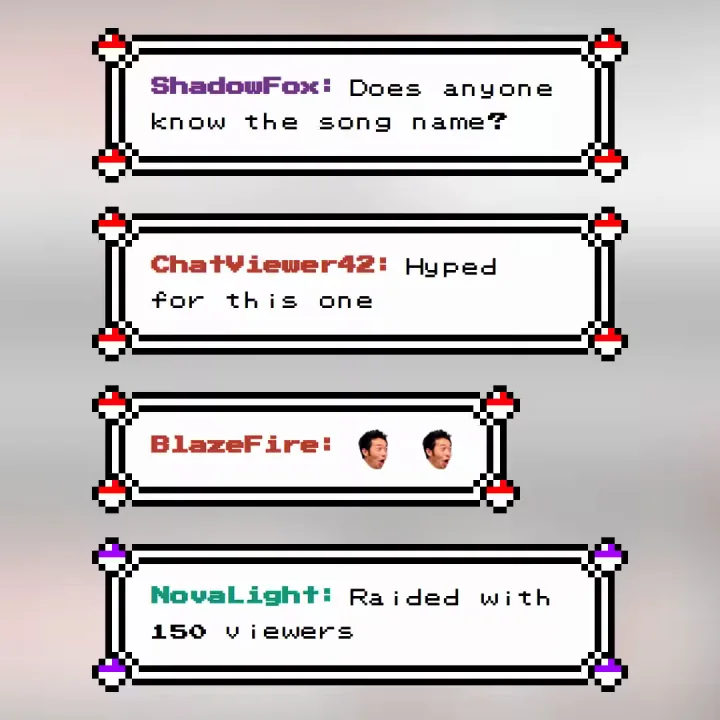 ShadowFox: Does anyone
know the song name?
ChatViewer42: Hyped
for this one
BlazeFire:
NovaLight: Raided with
150 viewers